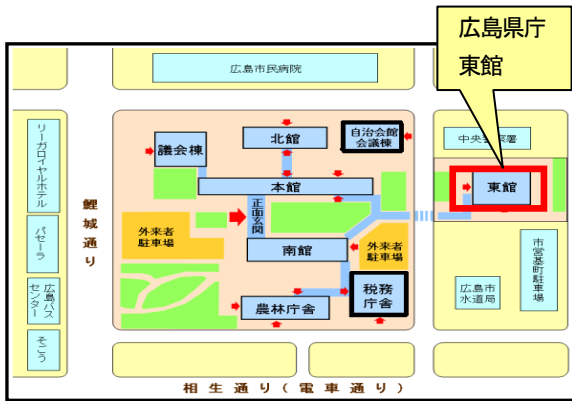 広島県庁
東館
広島市民病院
リーガロイヤルホテル
パセーラ
広島バス
センター
そごう
鯉城通り
議会棟
北館
自治会館
会議棟
本館
正面玄関
外来者
駐車場
南館
外来者
駐車場
農林庁舎
税務
庁舎
東館
広島市
水道局
市営基町駐車場
相生通り(電車通り)